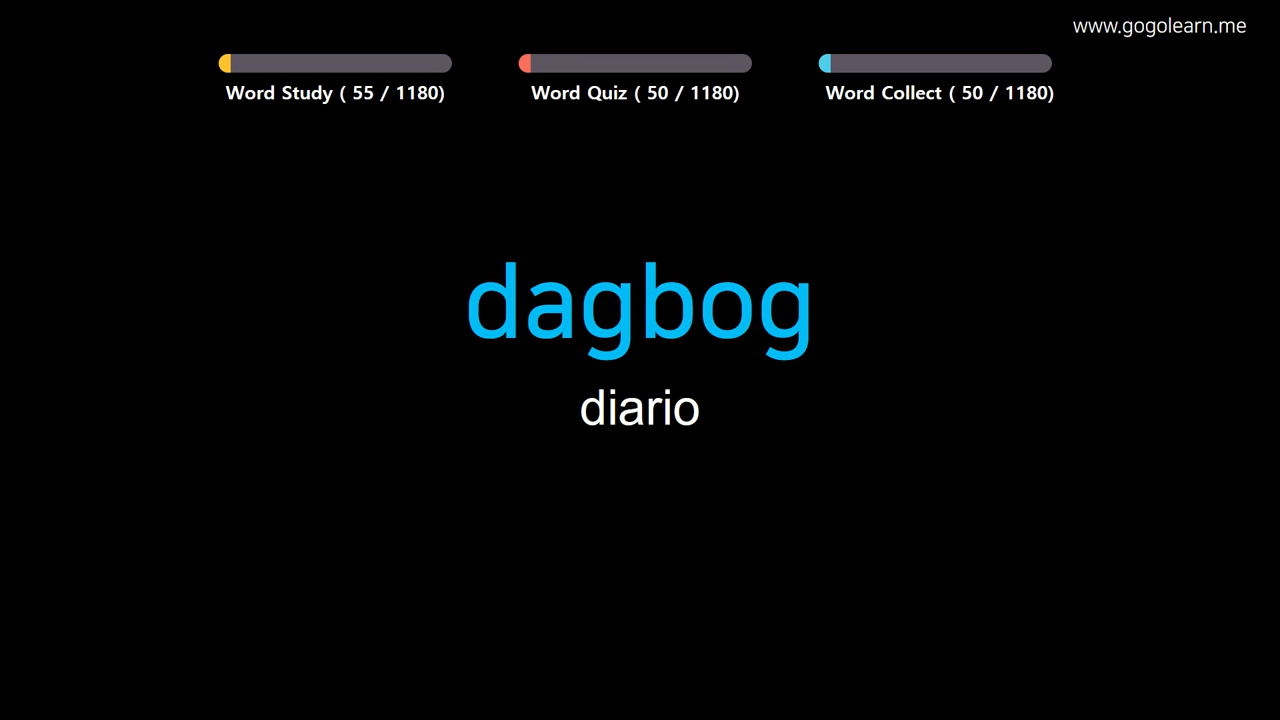 www.gogolearn.me
Word Study ( 55 / 1180)
Word Quiz ( 50 / 1180)
Word Collect ( 50 / 1180)
dagbog
diario